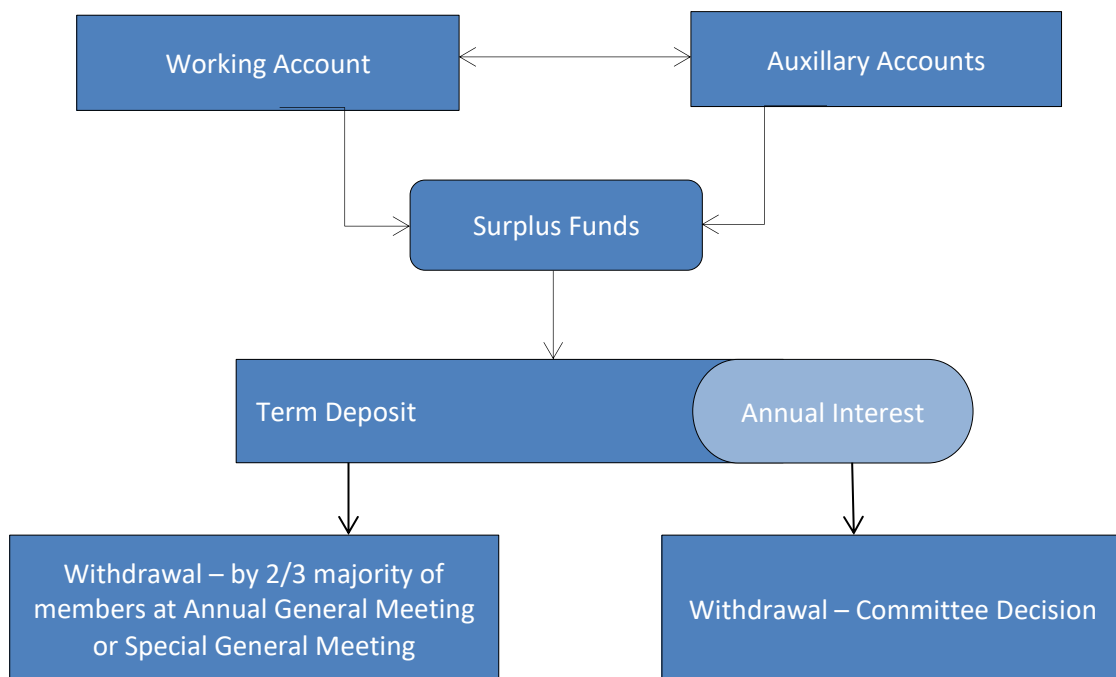 Working Account
Auxillary Accounts
Surplus Funds
Term Deposit
Annual Interest
Withdrawal – by 2/3 majority of
members at Annual General Meeting
or Special General Meeting
Withdrawal – Committee Decision